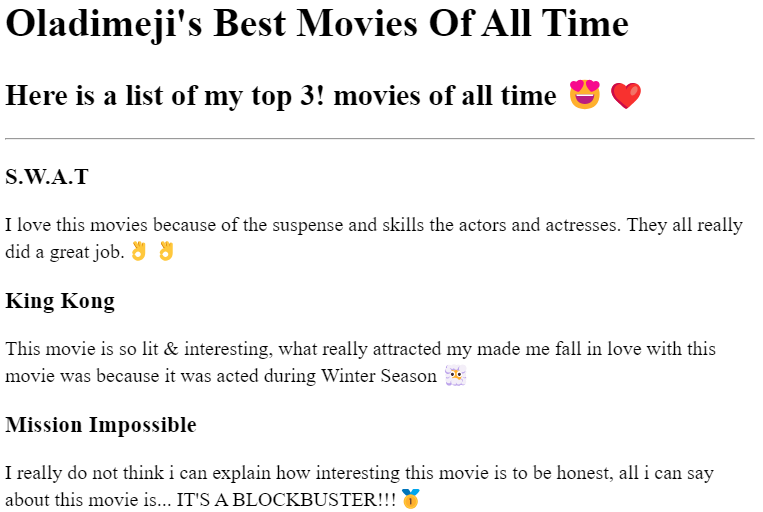 Oladimeji's Best Movies Of All Time
Here is a list of my top 3! movies of all time 😍 ❤️
S.W.A.T
I love this movies because of the suspense and skills the actors and actresses. They all really
did a great job. 👌 👌
King Kong
This movie is so lit & interesting, what really attracted my made me fall in love with this
movie was because it was acted during Winter Season
Mission Impossible
I really do not think i can explain how interesting this movie is to be honest, all i can say
about this movie is... IT'S A BLOCKBUSTER!!! 🥇